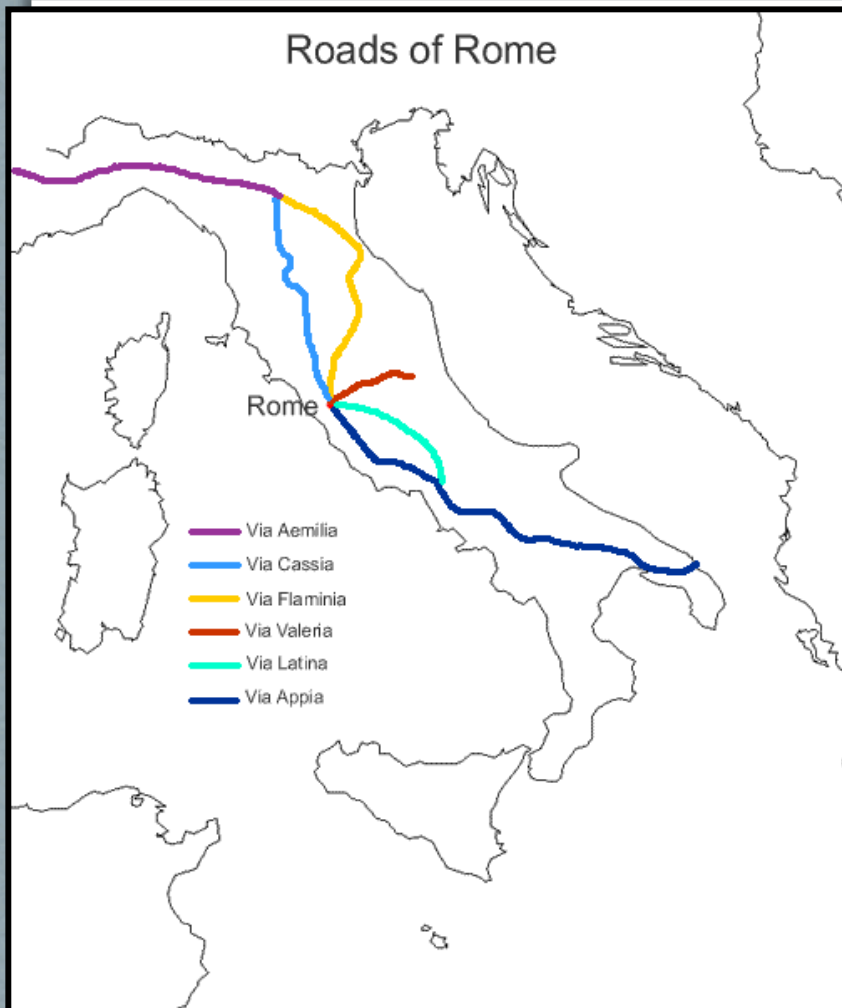 Roads of Rome
Rome
Via Aemilia
Via Cassia
Via Flaminia
Via Valeria
Via Latina
Via Appia